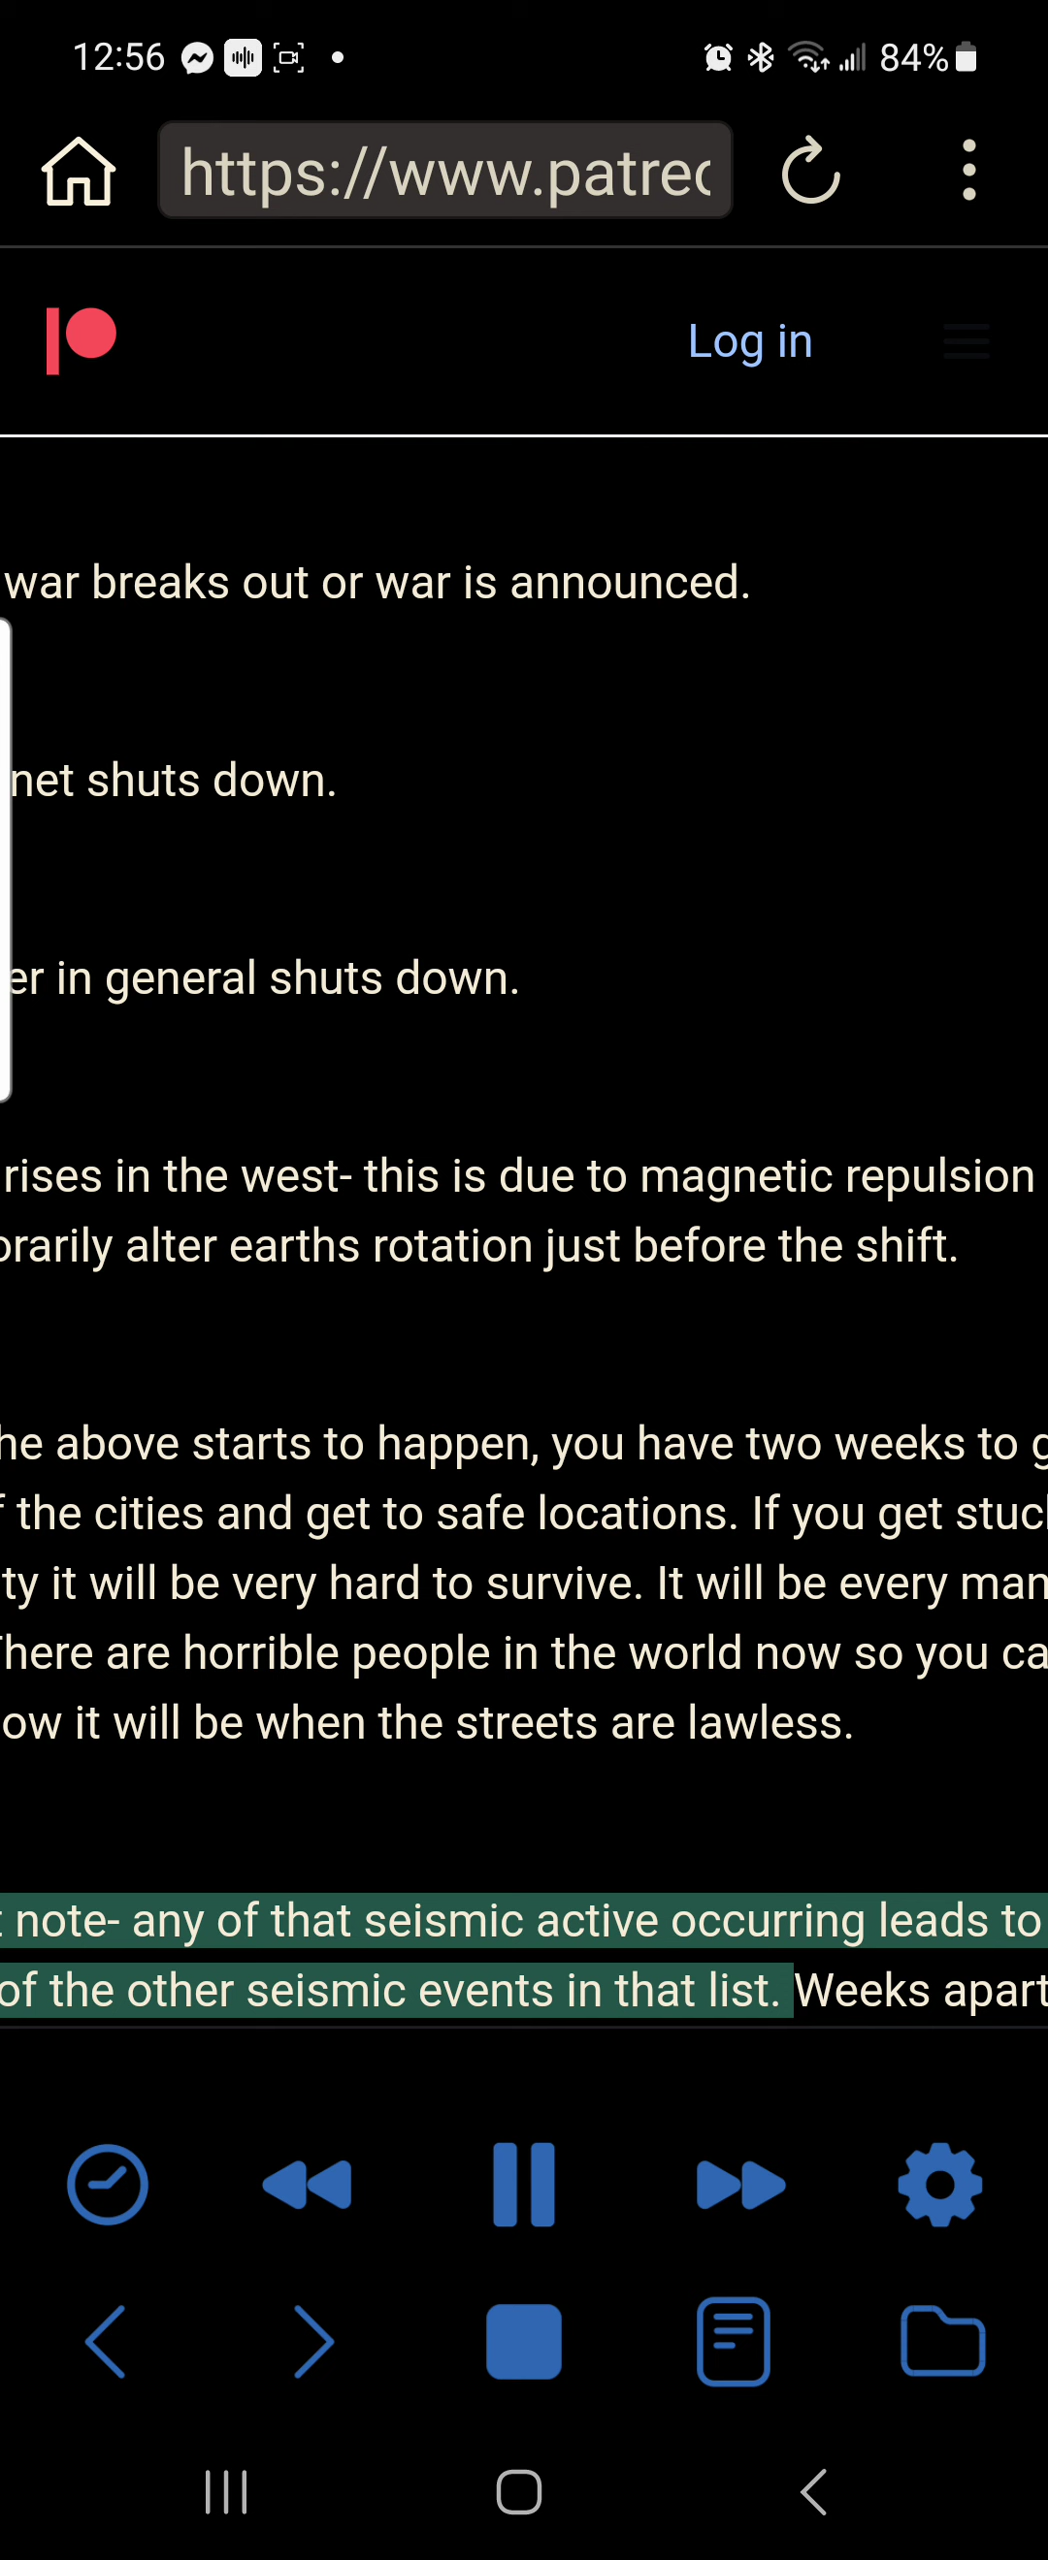 12:56
84%
https://www.patre
Log in
war breaks out or war is announced.
net shuts down.
er in general shuts down.
rises in the west- this is due to magnetic repulsion
orarily alter earths rotation just before the shift.
he above starts to happen, you have two weeks to g
f the cities and get to safe locations. If you get stuc
ty it will be very hard to survive. It will be every man
There are horrible people in the world now so you ca
ow it will be when the streets are lawless.
t note- any of that seismic active occurring leads to
of the other seismic events in that list. Weeks apart